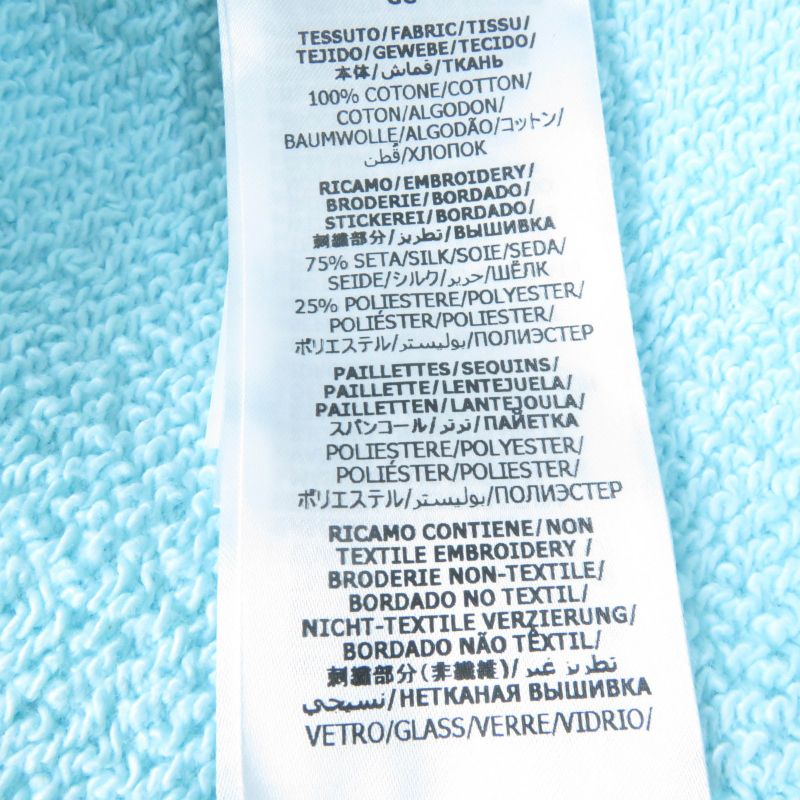 TESSUTO/FABRIC/TISSU/
TEJIDO/GEWEBE/TECIDO/
本体/قماش/ТКАНЬ
100% COTONE/COTTON/
COTON/ALGODON/
BAUMWOLLE/ALGODÃO/コットン/
قُطن/ХЛОПОК
RICAMO/EMBROIDERY/
BRODERIE/BORDADO/
STICKEREI/BORDADO/
刺繍部分/تطريز/ВЫШИВКА
75% SETA/SILK/SOIE/SEDA/
SEIDE/シルク/حرير/ШЁЛК
25% POLIESTERE/POLYESTER/
POLIÉSTER/POLIESTER/
ポリエステル/بوليستر/ПОЛИЭСТЕР
PAILLETTES/SEQUINS/
PAILLETTE/LENTEJUELA/
PAILLETTEN/LANTEJOULA/
スパンコール/ترتر/ПАЙЕТКА
POLIESTERE/POLYESTER/
POLIÉSTER/POLIESTER/
ポリエステル/بوليستر/ПОЛИЭСТЕР
RICAMO CONTIENE/NON
TEXTILE EMBROIDERY /
BRODERIE NON-TEXTILE/
BORDADO NO TEXTIL/
NICHT-TEXTILE VERZIERUNG/
BORDADO NÃO TÊXTIL/
刺繍部分(非繊維)/تطريز غير
نسيجي/НЕТКАНАЯ ВЫШИВКА
VETRO/GLASS/VERRE/VIDRIO/